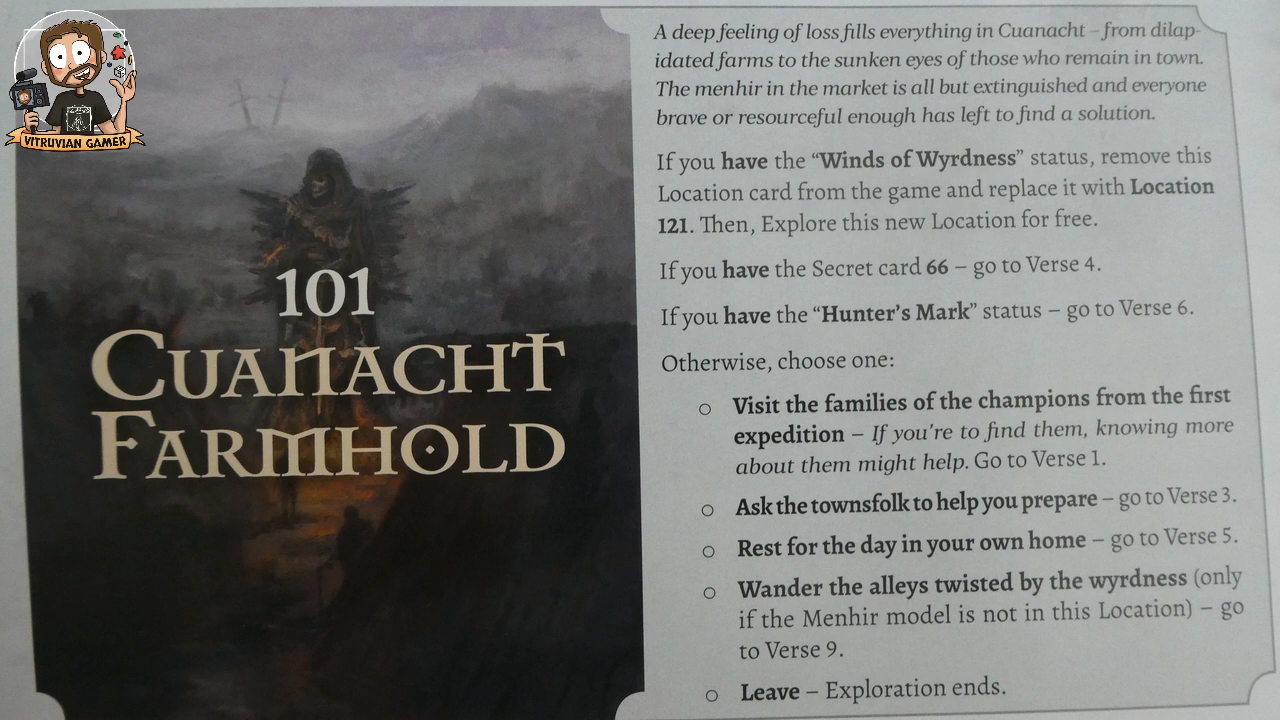 VITRUVIAN GAMER
101
CUANACHT
FARMHOLD
A deep feeling of loss fills everything in Cuanacht – from dilap-
idated farms to the sunken eyes of those who remain in town.
The menhir in the market is all but extinguished and everyone
brave or resourceful enough has left to find a solution.
If you have the “Winds of Wyrdness” status, remove this
Location card from the game and replace it with Location
121. Then, Explore this new Location for free.
If you have the Secret card 66 – go to Verse 4.
If you have the “Hunter’s Mark” status – go to Verse 6.
Otherwise, choose one:
○ Visit the families of the champions from the first
expedition – If you’re to find them, knowing more
about them might help. Go to Verse 1.
○ Ask the townsfolk to help you prepare – go to Verse 3.
○ Rest for the day in your own home – go to Verse 5.
○ Wander the alleys twisted by the wyrdness (only
if the Menhir model is not in this Location) – go
to Verse 9.
○ Leave – Exploration ends.